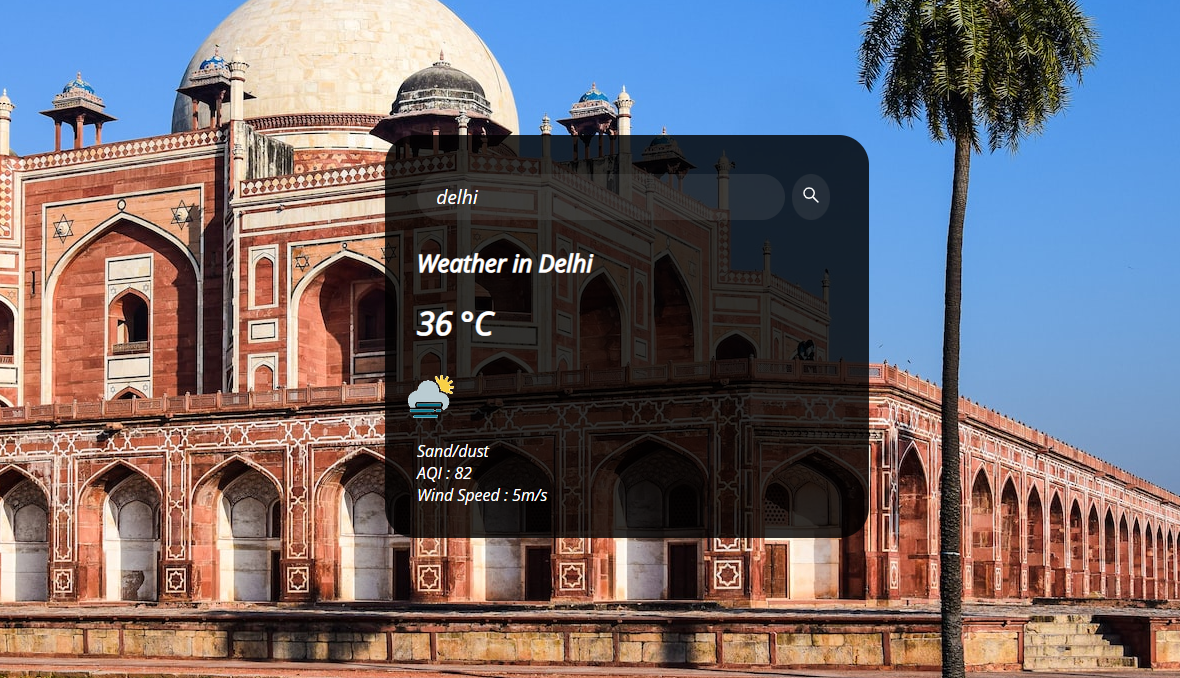 delhi
Weather in Delhi
36 °C
Sand/dust
AQI : 82
Wind Speed : 5m/s